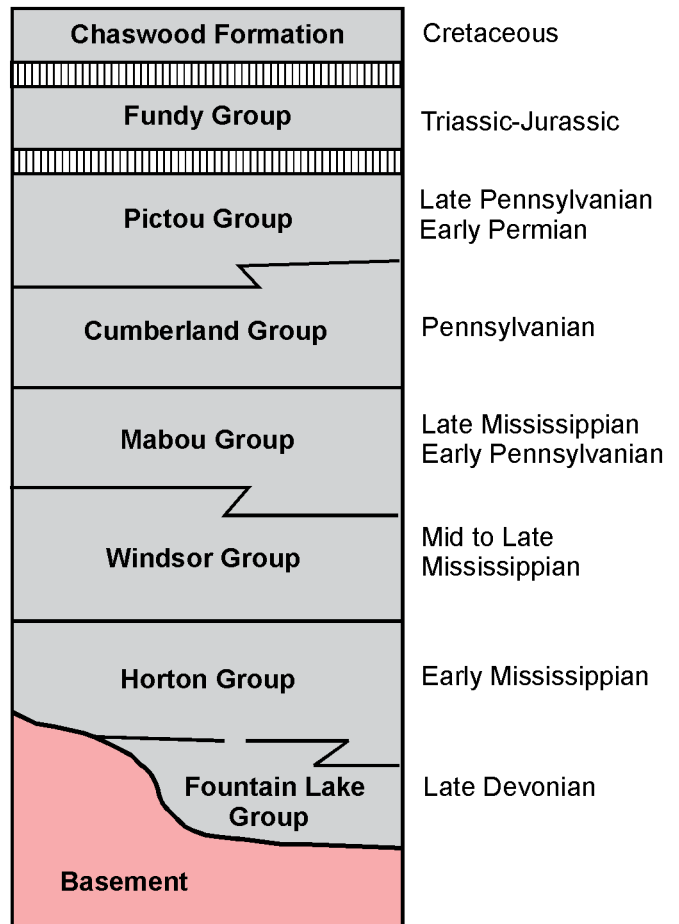 Chaswood Formation
Cretaceous
Fundy Group
Triassic-Jurassic
Pictou Group
Late Pennsylvanian
Early Permian
Cumberland Group
Pennsylvanian
Mabou Group
Late Mississippian
Early Pennsylvanian
Windsor Group
Mid to Late
Mississippian
Horton Group
Early Mississippian
Fountain Lake
Group
Late Devonian
Basement